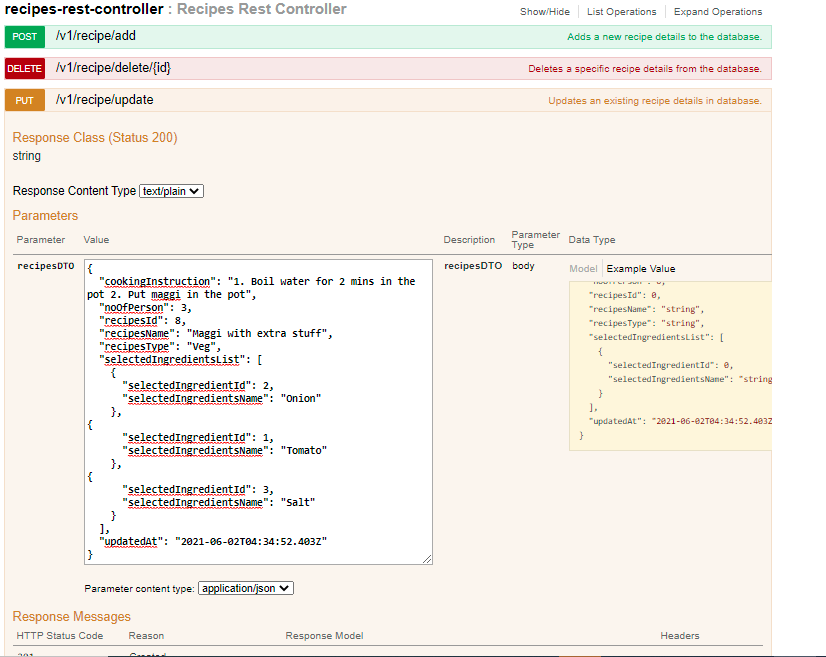 recipes-rest-controller : Recipes Rest Controller
Show/Hide List Operations Expand Operations
POST /v1/recipe/add Adds a new recipe details to the database.
DELETE /v1/recipe/delete/{id} Deletes a specific recipe details from the database.
PUT /v1/recipe/update Updates an existing recipe details in database.
Response Class (Status 200)
string
Response Content Type text/plain
Parameters
Parameter Value Description Parameter Type Data Type
recipesDTO
{
"cookingInstruction": "1. Boil water for 2 mins in the
pot 2. Put maggi in the pot",
"noOfPerson": 3,
"recipesId": 8,
"recipesName": "Maggi with extra stuff",
"recipesType": "Veg",
"selectedIngredientsList": [
{
"selectedIngredientId": 2,
"selectedIngredientsName": "Onion"
},
{
"selectedIngredientId": 1,
"selectedIngredientsName": "Tomato"
},
{
"selectedIngredientId": 3,
"selectedIngredientsName": "Salt"
}
],
"updatedAt": "2021-06-02T04:34:52.403Z"
}
recipesDTO body
Model Example Value
"noOfPerson": 0,
"recipesId": 0,
"recipesName": "string",
"recipesType": "string",
"selectedIngredientsList": [
{
"selectedIngredientId": 0,
"selectedIngredientsName": "string
}
],
"updatedAt": "2021-06-02T04:34:52.403Z
}
Parameter content type: application/json
Response Messages
HTTP Status Code Reason Response Model Headers
201 Created